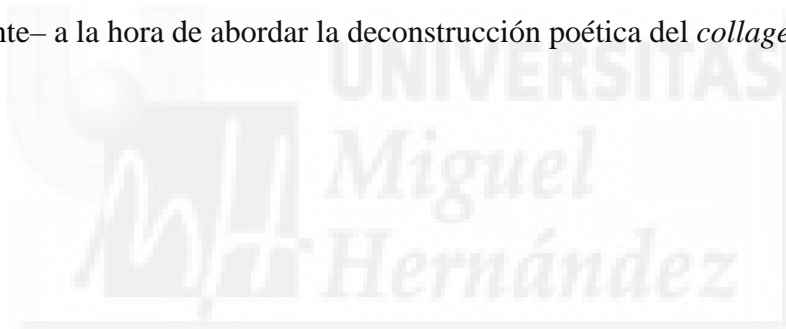 nte– a la hora de abordar la deconstrucción poética del collage
UNIVERSITAS
Miguel
Hernández